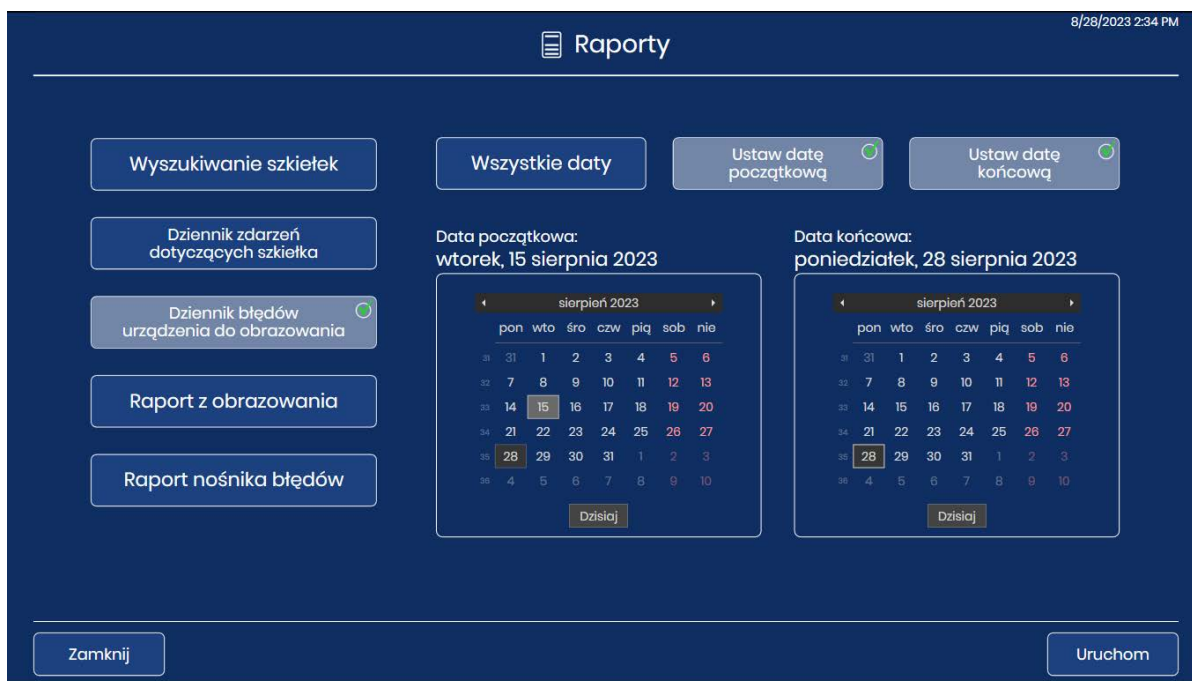 8/28/2023 2:34 PM
Raporty
Wyszukiwanie szkiełek
Dziennik zdarzeń
dotyczących szkiełka
Dziennik błędów
urządzenia do obrazowania
Raport z obrazowania
Raport nośnika błędów
Wszystkie daty
Ustaw datę
początkową
Ustaw datę
końcową
Data początkowa:
wtorek, 15 sierpnia 2023
sierpień 2023
pon wto śro czw pią sob nie
31 31 1 2 3 4 5 6
32 7 8 9 10 11 12 13
33 14 15 16 17 18 19 20
34 21 22 23 24 25 26 27
35 28 29 30 31 1 2 3
36 4 5 6 7 8 9 10
Dzisiaj
Data końcowa:
poniedziałek, 28 sierpnia 2023
sierpień 2023
pon wto śro czw pią sob nie
31 31 1 2 3 4 5 6
32 7 8 9 10 11 12 13
33 14 15 16 17 18 19 20
34 21 22 23 24 25 26 27
35 28 29 30 31 1 2 3
36 4 5 6 7 8 9 10
Dzisiaj
Zamknij
Uruchom